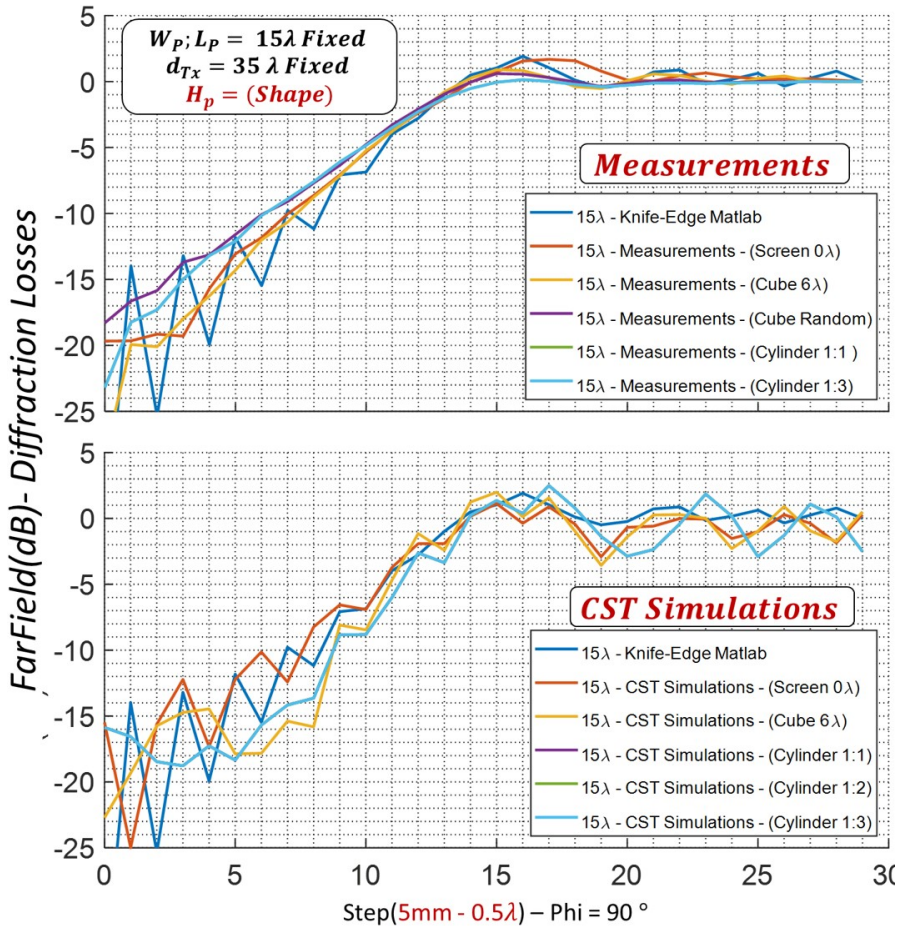 W_P; L_P = 15λ Fixed
d_Tx = 35 λ Fixed
H_p = (Shape)
5
0
-5
-10
-15
-20
-25
Measurements
15λ - Knife-Edge Matlab
15λ - Measurements - (Screen 0λ)
15λ - Measurements - (Cube 6λ)
15λ - Measurements - (Cube Random)
15λ - Measurements - (Cylinder 1:1 )
15λ - Measurements - (Cylinder 1:3)
FarField(dB)- Diffraction Losses
5
0
-5
-10
-15
-20
-25
CST Simulations
15λ - Knife-Edge Matlab
15λ - CST Simulations - (Screen 0λ)
15λ - CST Simulations - (Cube 6λ)
15λ - CST Simulations - (Cylinder 1:1)
15λ - CST Simulations - (Cylinder 1:2)
15λ - CST Simulations - (Cylinder 1:3)
0 5 10 15 20 25 30
Step(5mm - 0.5λ) – Phi = 90 °